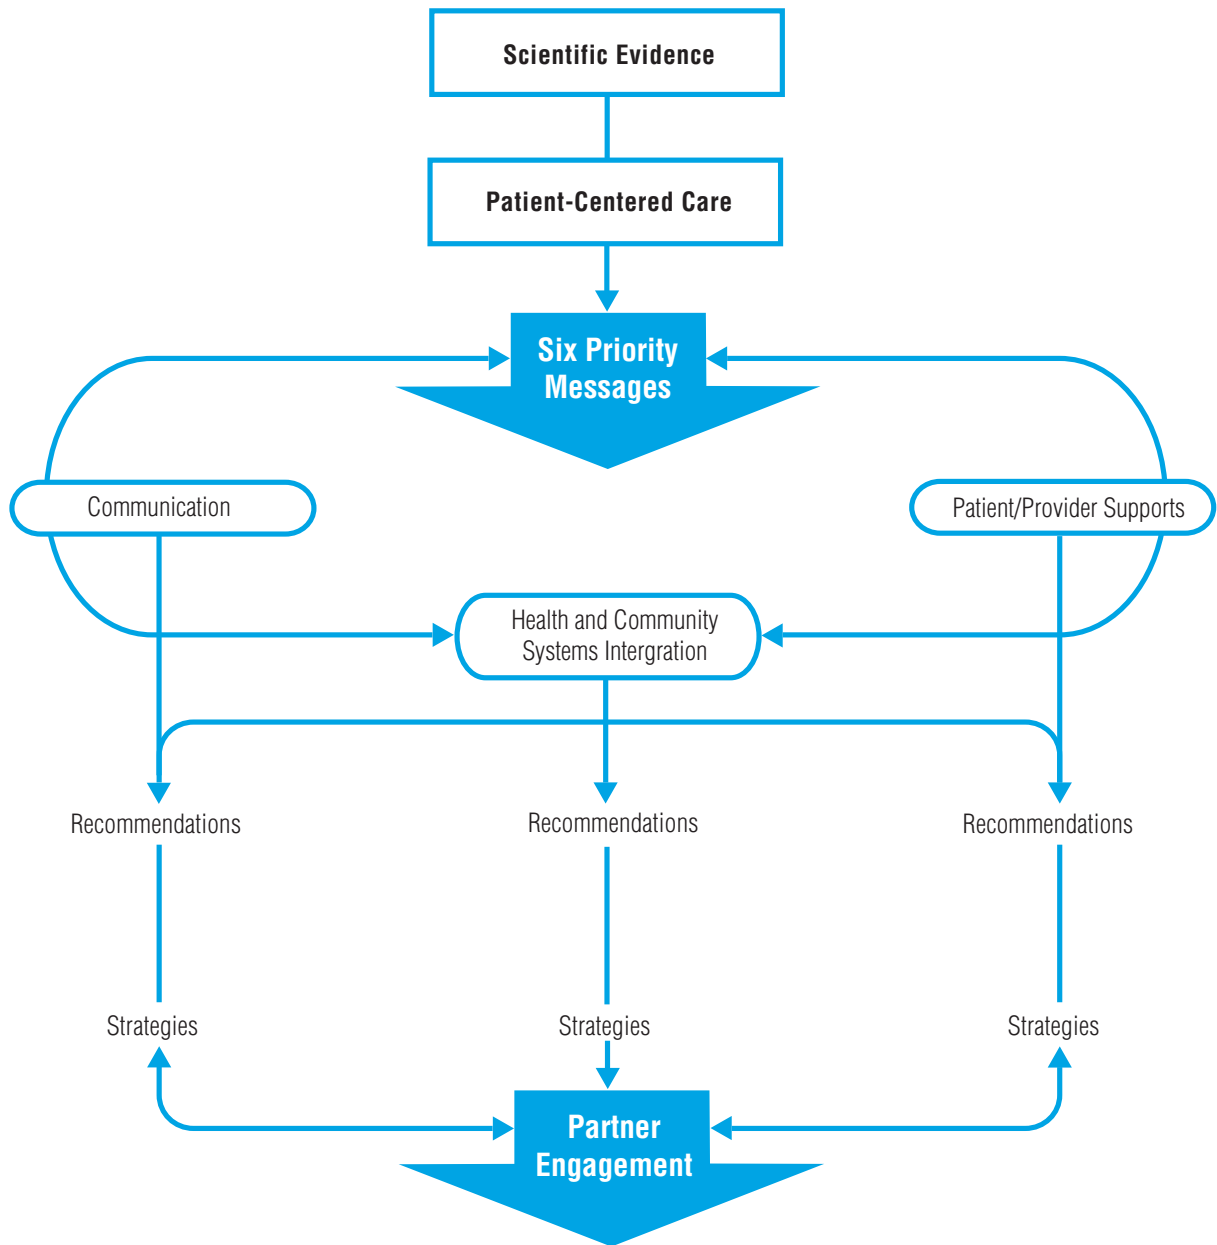 Scientific Evidence
Patient-Centered Care
Six Priority
Messages
Communication
Patient/Provider Supports
Health and Community
Systems Intergration
Recommendations
Recommendations
Recommendations
Strategies
Strategies
Strategies
Partner
Engagement